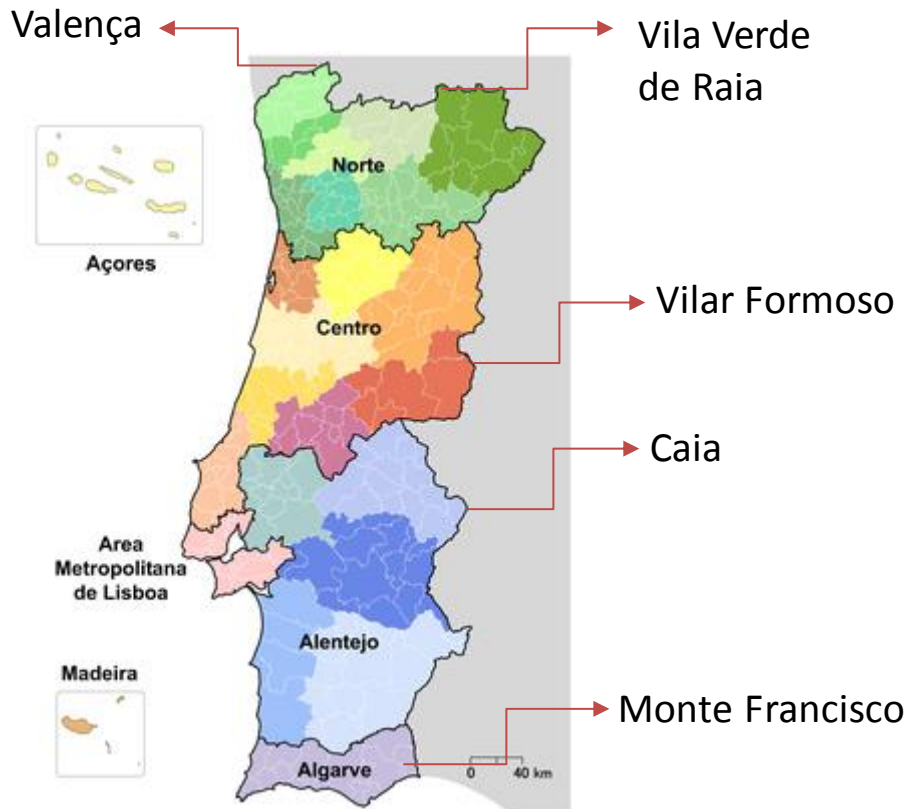 Valença
Vila Verde
de Raia
Norte
Açores
Vilar Formoso
Centro
Caia
Area
Metropolitana
de Lisboa
Alentejo
Madeira
Monte Francisco
Algarve
0 40 km